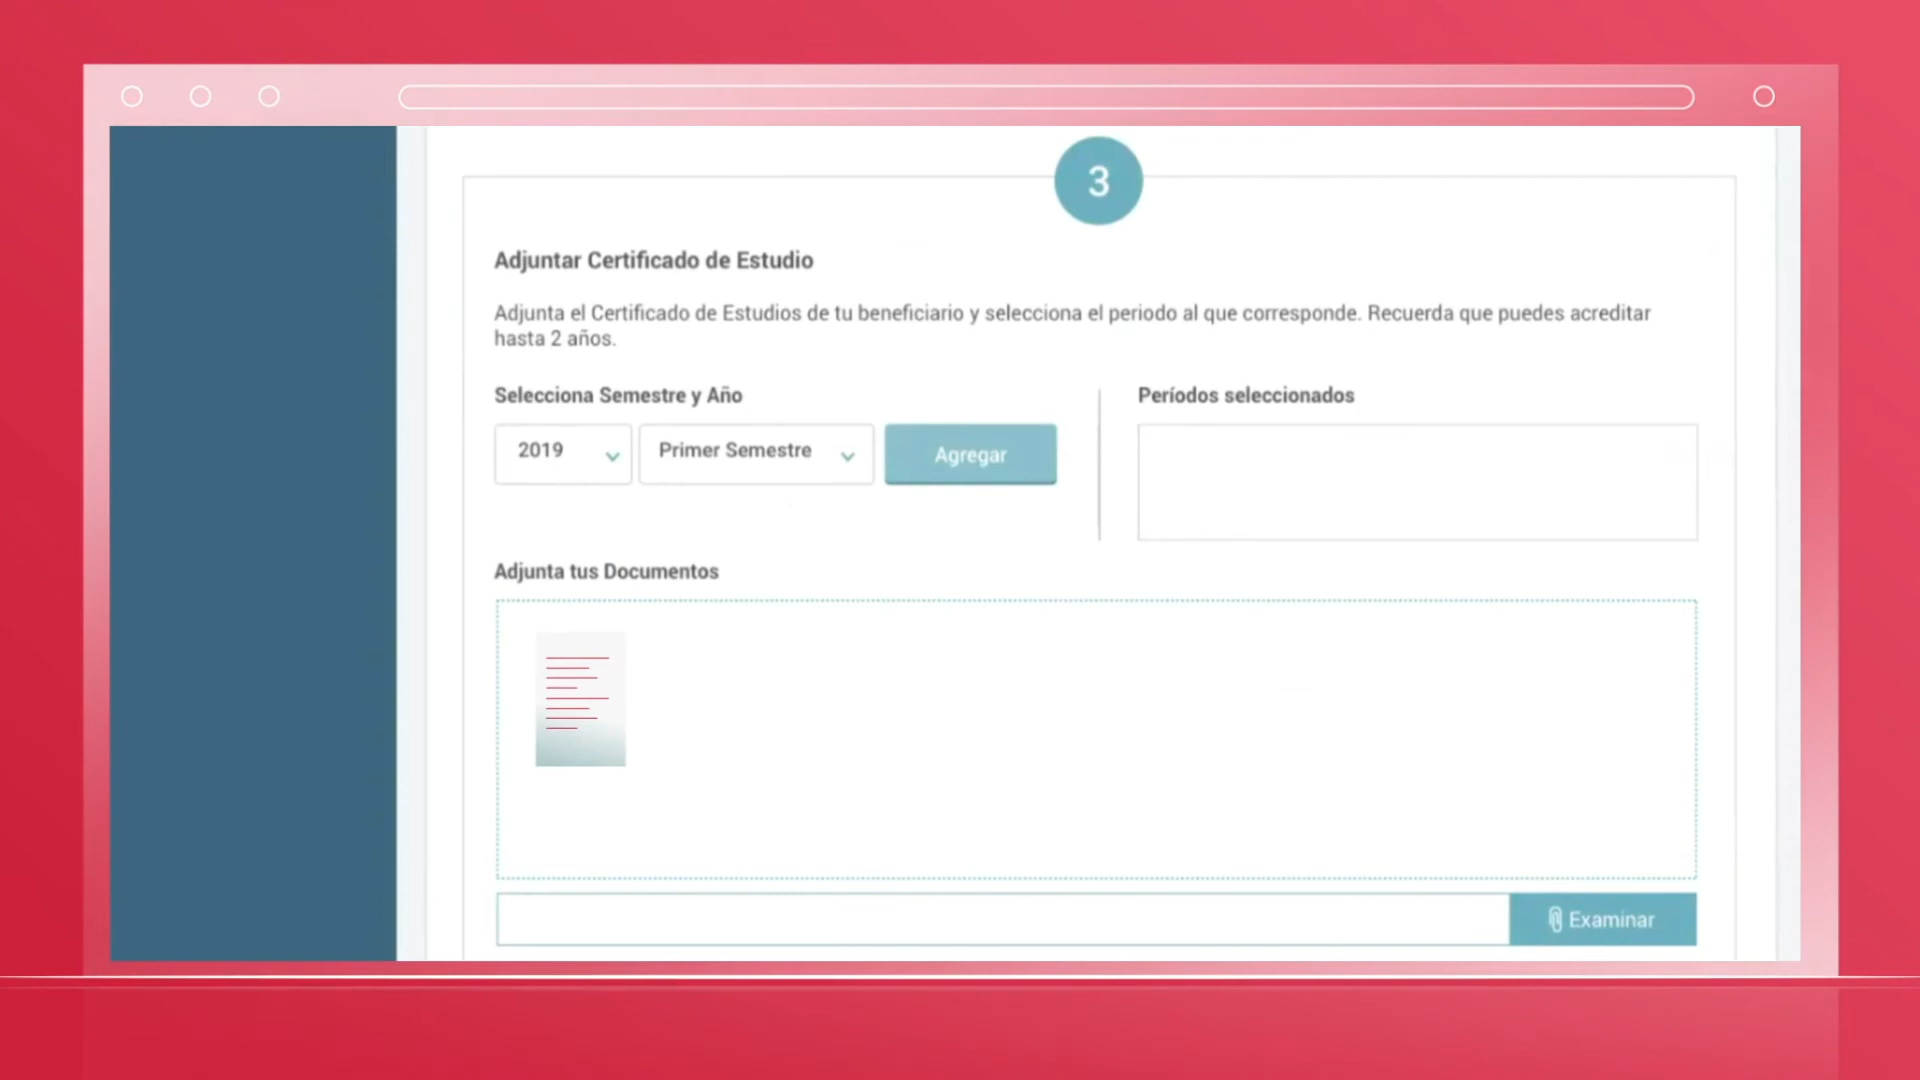 3
Adjuntar Certificado de Estudio
Adjunta el Certificado de Estudios de tu beneficiario y selecciona el periodo al que corresponde. Recuerda que puedes acreditar
hasta 2 años.
Selecciona Semestre y Año
Períodos seleccionados
2019
Primer Semestre
Agregar
Adjunta tus Documentos
Examinar